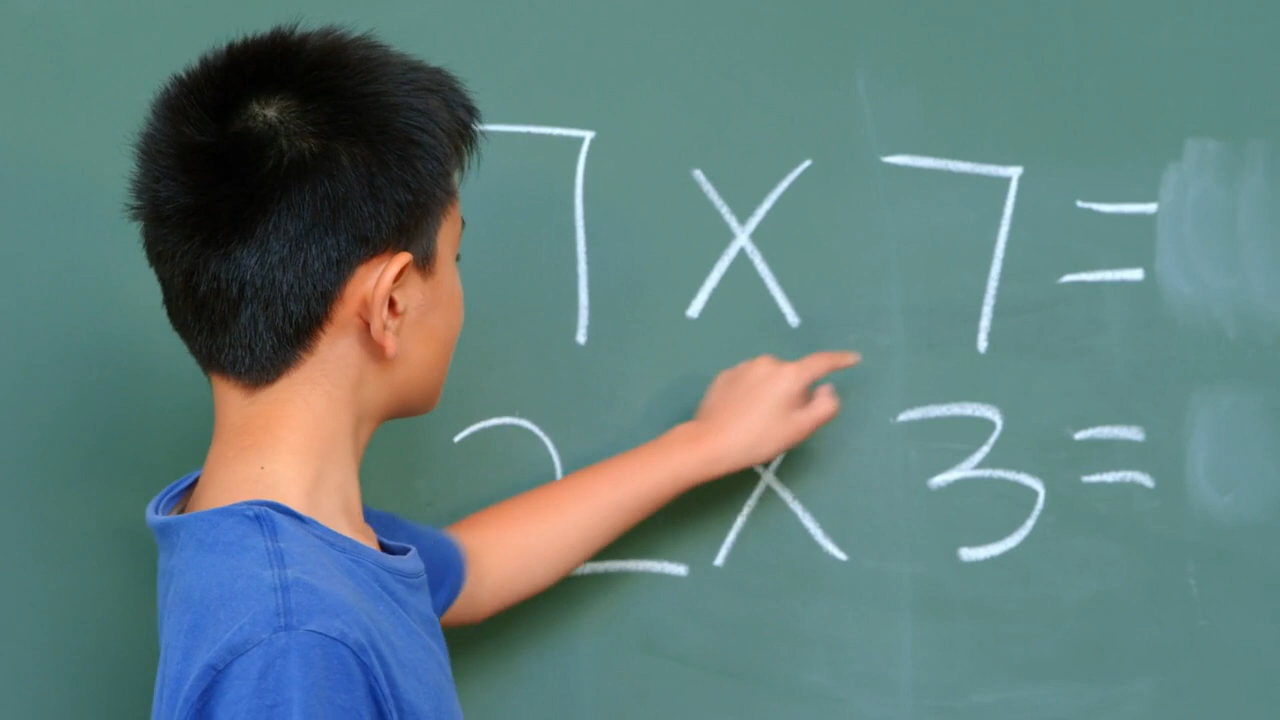 7 x 7 =
2 x 3 =